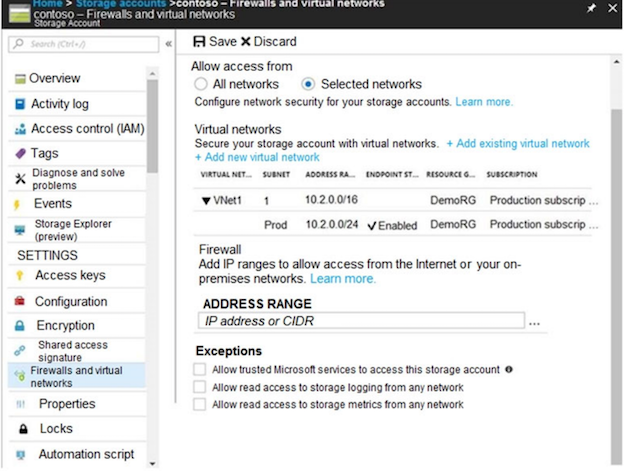 Home > Storage accounts >contoso – Firewalls and virtual networks
contoso – Firewalls and virtual networks
Storage Account
Search (Ctrl+/)
Overview
Activity log
Access control (IAM)
Tags
Diagnose and solve
problems
Events
Storage Explorer
(preview)
SETTINGS
Access keys
Configuration
Encryption
Shared access
signature
Firewalls and virtual
networks
Properties
Locks
Automation script
Save Discard
Allow access from
All networks Selected networks
Configure network security for your storage accounts. Learn more.
Virtual networks
Secure your storage account with virtual networks. + Add existing virtual network
+ Add new virtual network
VIRTUAL NET... SUBNET ADDRESS RA... ENDPOINT ST... RESOURCE G... SUBSCRIPTION
VNet1 1 10.2.0.0/16 DemoRG Production subscrip ...
Prod 10.2.0.0/24 Enabled DemoRG Production subscrip ...
Firewall
Add IP ranges to allow access from the Internet or your on-
premises networks. Learn more.
ADDRESS RANGE
IP address or CIDR ...
Exceptions
Allow trusted Microsoft services to access this storage account
Allow read access to storage logging from any network
Allow read access to storage metrics from any network